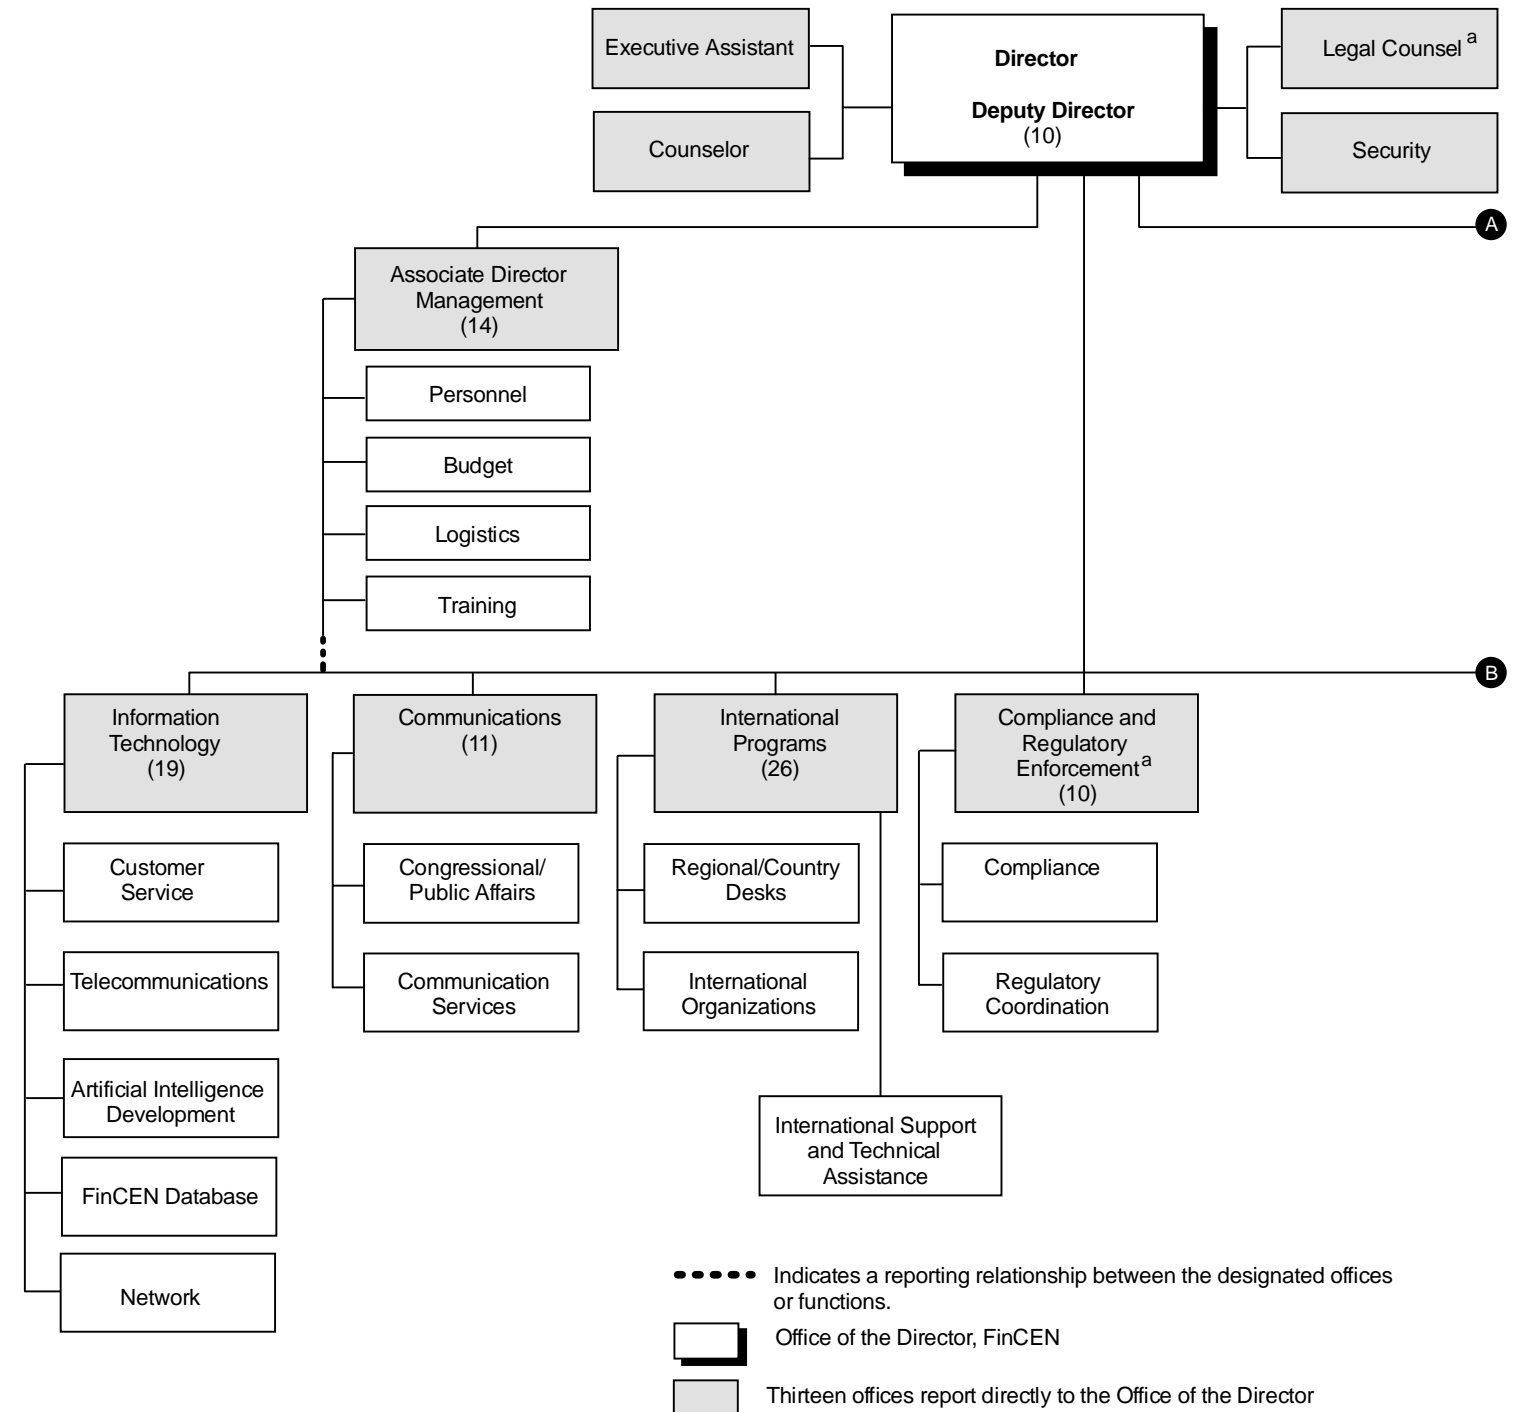 Executive Assistant
Director
Legal Counsel a
Deputy Director
(10)
Counselor
Security
A
Associate Director
Management
(14)
Personnel
Budget
Logistics
Training
B
Information
Technology
(19)
Communications
(11)
International
Programs
(26)
Compliance and
Regulatory
Enforcement a
(10)
Customer
Service
Congressional/
Public Affairs
Regional/Country
Desks
Compliance
Telecommunications
Communication
Services
International
Organizations
Regulatory
Coordination
Artificial Intelligence
Development
International Support
and Technical
Assistance
FinCEN Database
Network
Indicates a reporting relationship between the designated offices
or functions.
Office of the Director, FinCEN
Thirteen offices report directly to the Office of the Director